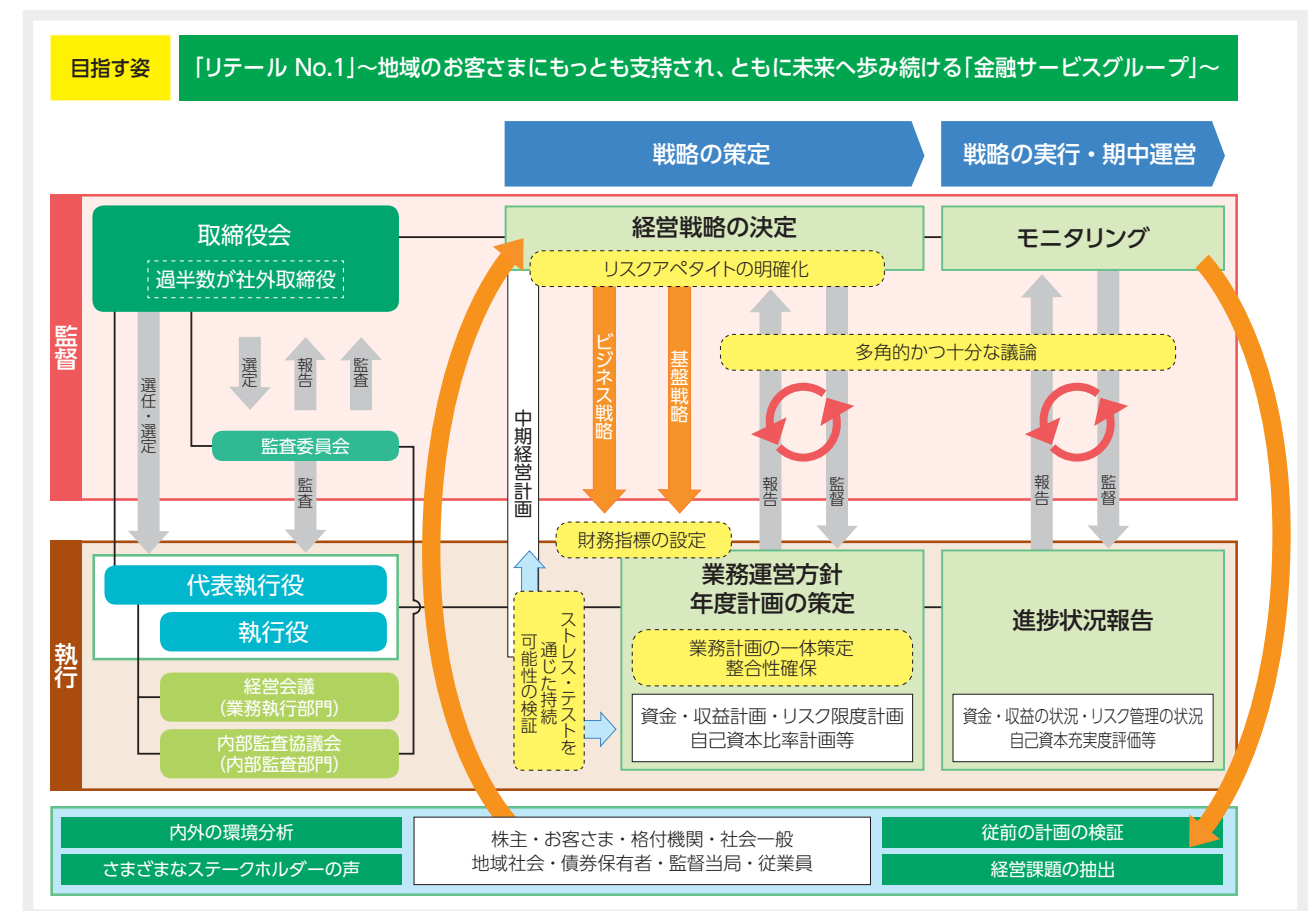 目指す姿
「リテール No.1」～地域のお客さまにもっとも支持され、ともに未来へ歩み続ける「金融サービスグループ」～
戦略の策定
戦略の実行・期中運営
監督
取締役会
過半数が社外取締役
選任・選定
選定
報告
監査
監査委員会
監査
経営戦略の決定
リスクアペタイトの明確化
中期経営計画
ビジネス戦略
基盤戦略
モニタリング
多角的かつ十分な議論
報告
監督
報告
監督
執行
代表執行役
執行役
経営会議
(業務執行部門)
内部監査協議会
(内部監査部門)
財務指標の設定
ストレス・テストを
通じた持続
可能性の検証
業務運営方針
年度計画の策定
業務計画の一体策定
整合性確保
資金・収益計画・リスク限度計画
自己資本比率計画等
進捗状況報告
資金・収益の状況・リスク管理の状況
自己資本充実度評価等
内外の環境分析
さまざまなステークホルダーの声
株主・お客さま・格付機関・社会一般
地域社会・債券保有者・監督当局・従業員
従前の計画の検証
経営課題の抽出